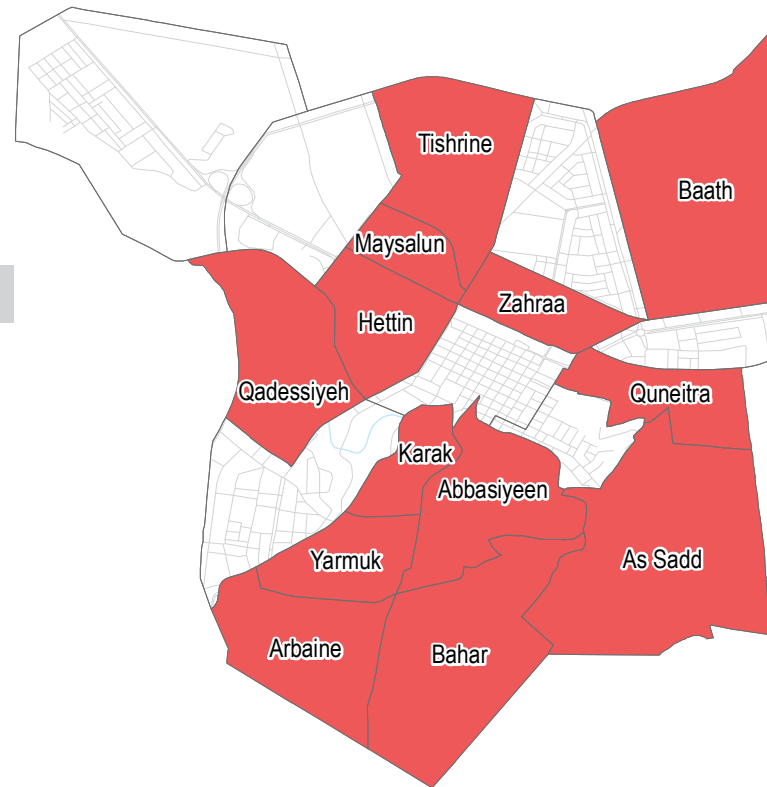 Tishrine
Baath
Maysalun
Zahraa
Hettin
Qadessiyeh
Quneitra
Karak
Abbasiyeen
Yarmuk
As Sadd
Arbaine
Bahar